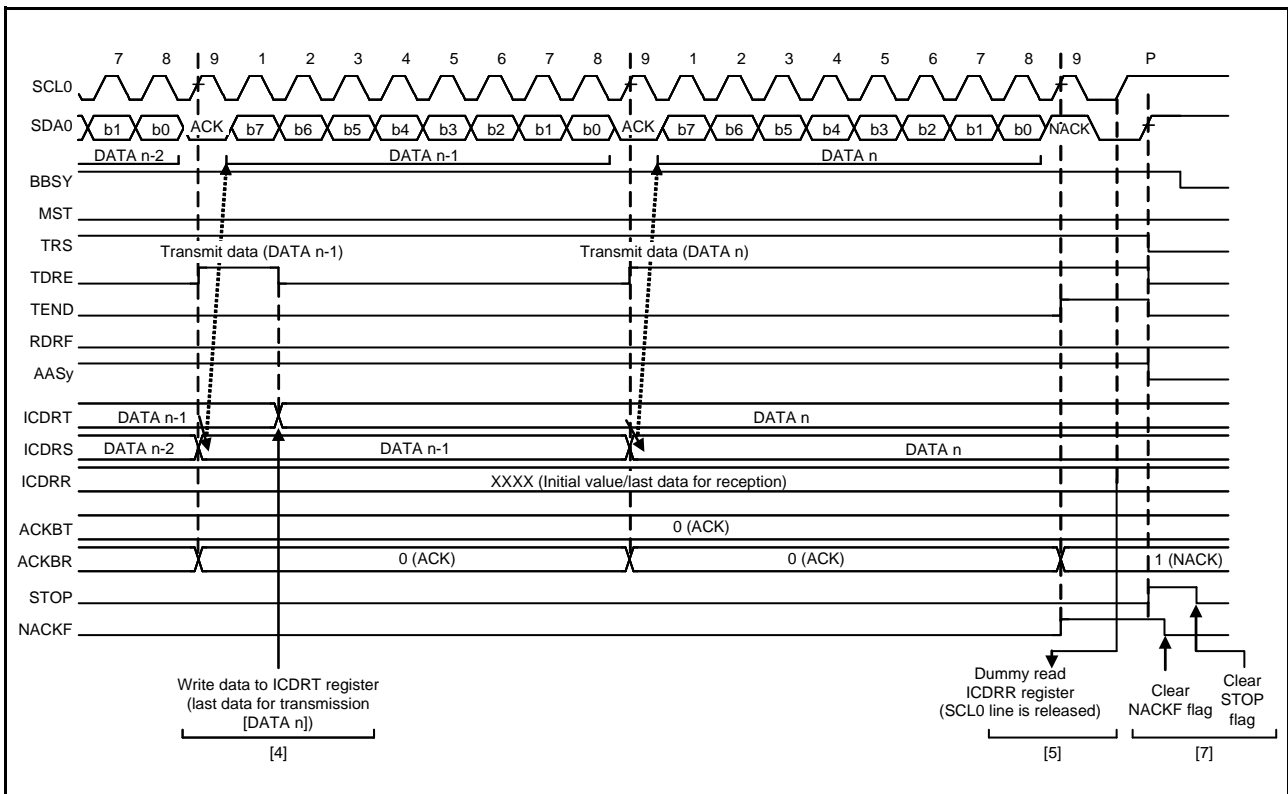 7 8 9 1 2 3 4 5 6 7 8 9 1 2 3 4 5 6 7 8 9 P
SCL0
SDA0 b1 b0 ACK b7 b6 b5 b4 b3 b2 b1 b0 ACK b7 b6 b5 b4 b3 b2 b1 b0 NACK
DATA n-2 DATA n-1 DATA n
BBSY
MST
TRS
Transmit data (DATA n-1) Transmit data (DATA n)
TDRE
TEND
RDRF
AASy
ICDRT DATA n-1 DATA n
ICDRS DATA n-2 DATA n-1 DATA n
ICDRR XXXX (Initial value/last data for reception)
ACKBT 0 (ACK)
ACKBR 0 (ACK) 0 (ACK) 1 (NACK)
STOP
NACKF
Write data to ICDRT register
(last data for transmission
[DATA n])
[4]
Dummy read
ICDRR register
(SCL0 line is released)
[5]
Clear
NACKF flag
Clear
STOP
flag
[7]